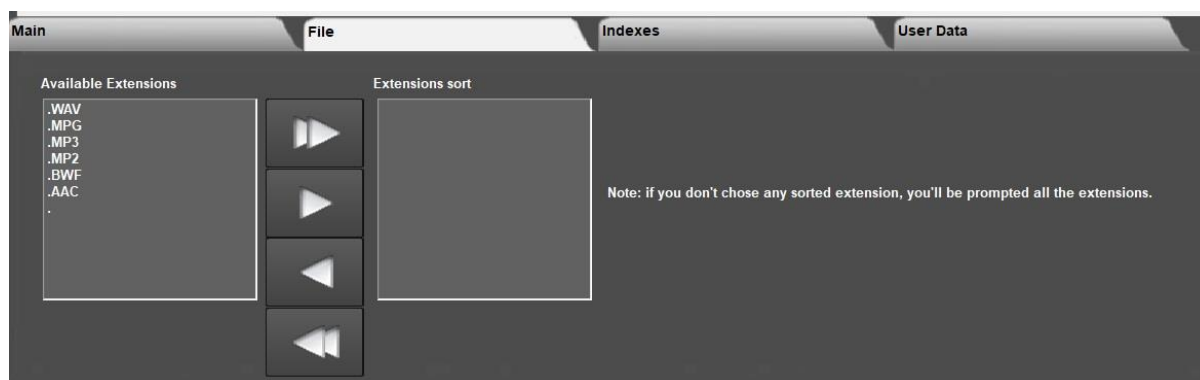 Main
File
Indexes
User Data
Available Extensions
Extensions sort
.WAV
.MPG
.MP3
.MP2
.BWF
.AAC
.
Note: if you don't chose any sorted extension, you'll be prompted all the extensions.